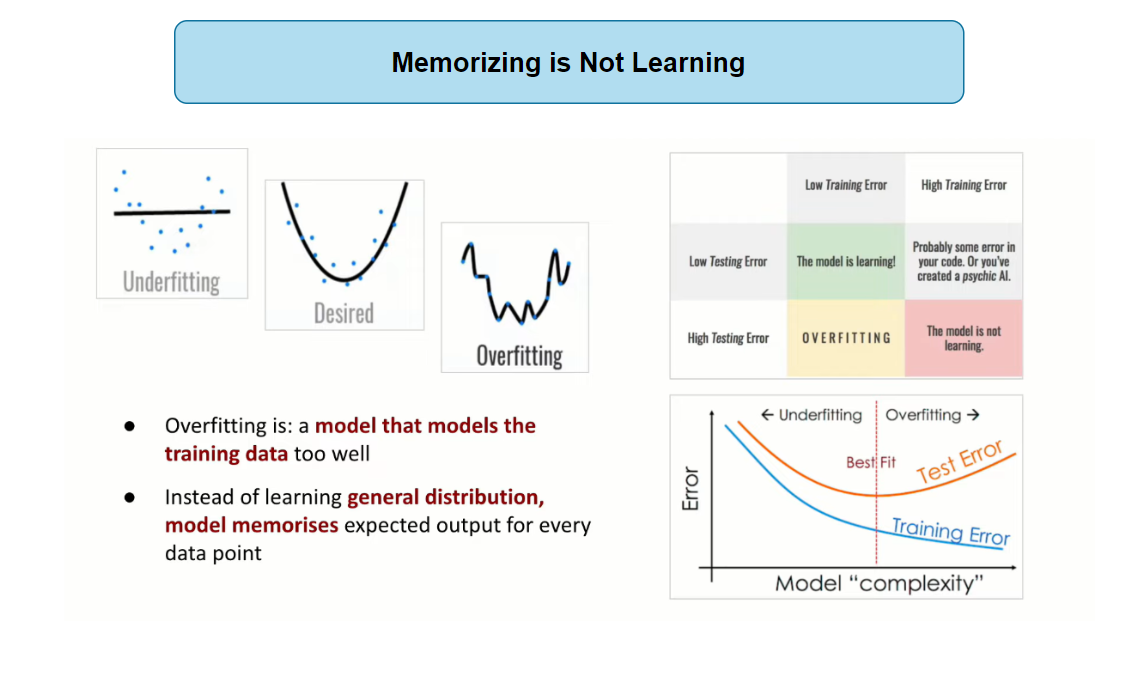 Memorizing is Not Learning
Underfitting
Desired
Overfitting
● Overfitting is: a model that models the
training data too well
● Instead of learning general distribution,
model memorises expected output for every
data point
Low Training Error
High Training Error
Low Testing Error
The model is learning!
Probably some error in
your code. Or you've
created a psychic AI.
High Testing Error
OVERFITTING
The model is not
learning.
← Underfitting
Overfitting →
Best Fit
Test Error
Training Error
Error
Model “complexity”